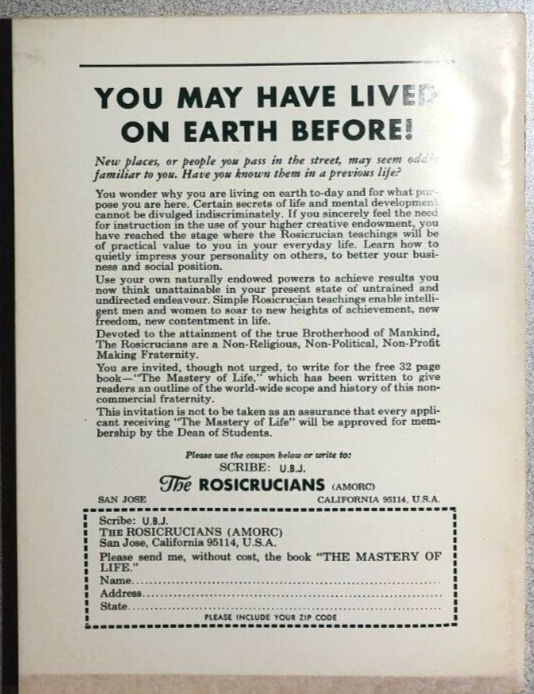 YOU MAY HAVE LIVED
ON EARTH BEFORE!
New places, or people you pass in the street, may seem oddly
familiar to you. Have you known them in a previous life?
You wonder why you are living on earth to-day and for what pur-
pose you are here. Certain secrets of life and mental development
cannot be divulged indiscriminately. If you sincerely feel the need
for instruction in the use of your higher creative endowment, you
have reached the stage where the Rosicrucian teachings will be
of practical value to you in your everyday life. Learn how to
quietly impress your personality on others, to better your busi-
ness and social position.
Use your own naturally endowed powers to achieve results you
now think unattainable in your present state of untrained and
undirected endeavour. Simple Rosicrucian teachings enable intelli-
gent men and women to soar to new heights of achievement, new
freedom, new contentment in life.
Devoted to the attainment of the true Brotherhood of Mankind,
The Rosicrucians are a Non-Religious, Non-Political, Non-Profit
Making Fraternity.
You are invited, though not urged, to write for the free 32 page
book—"The Mastery of Life," which has been written to give
readers an outline of the world-wide scope and history of this non-
commercial fraternity.
This invitation is not to be taken as an assurance that every appli-
cant receiving "The Mastery of Life" will be approved for mem-
bership by the Dean of Students.
Please use the coupon below or write to:
SCRIBE: U.B.J.
The ROSICRUCIANS (AMORC)
SAN JOSE CALIFORNIA 95114, U.S.A.
Scribe: U.B.J.
THE ROSICRUCIANS (AMORC)
San Jose, California 95114, U.S.A.
Please send me, without cost, the book "THE MASTERY OF
LIFE."
Name
Address
State
PLEASE INCLUDE YOUR ZIP CODE